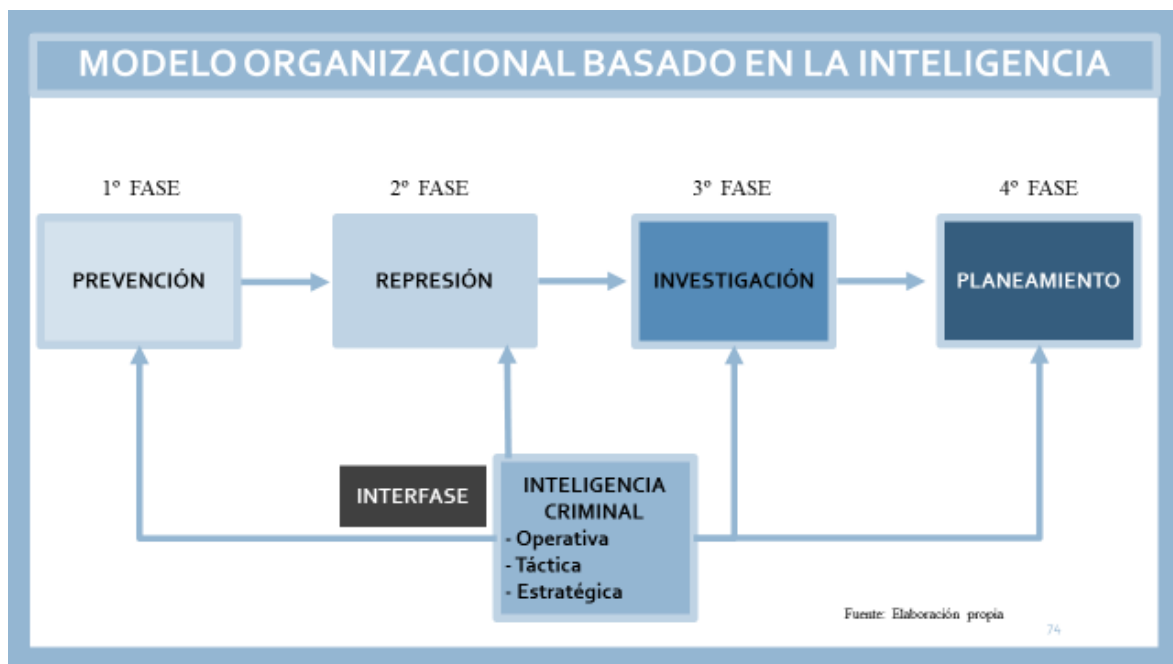 MODELO ORGANIZACIONAL BASADO EN LA INTELIGENCIA
1º FASE
2º FASE
3º FASE
4º FASE
PREVENCIÓN
REPRESIÓN
INVESTIGACIÓN
PLANEAMIENTO
INTERFASE
INTELIGENCIA
CRIMINAL
- Operativa
- Táctica
- Estratégica
Fuente: Elaboración propia
74